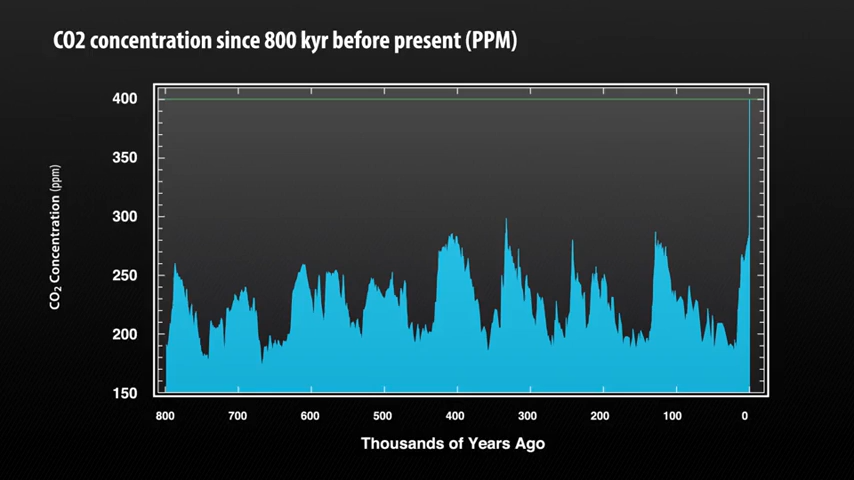 CO2 concentration since 800 kyr before present (PPM)
400
350
300
250
200
150
CO₂ Concentration (ppm)
800 700 600 500 400 300 200 100 0
Thousands of Years Ago